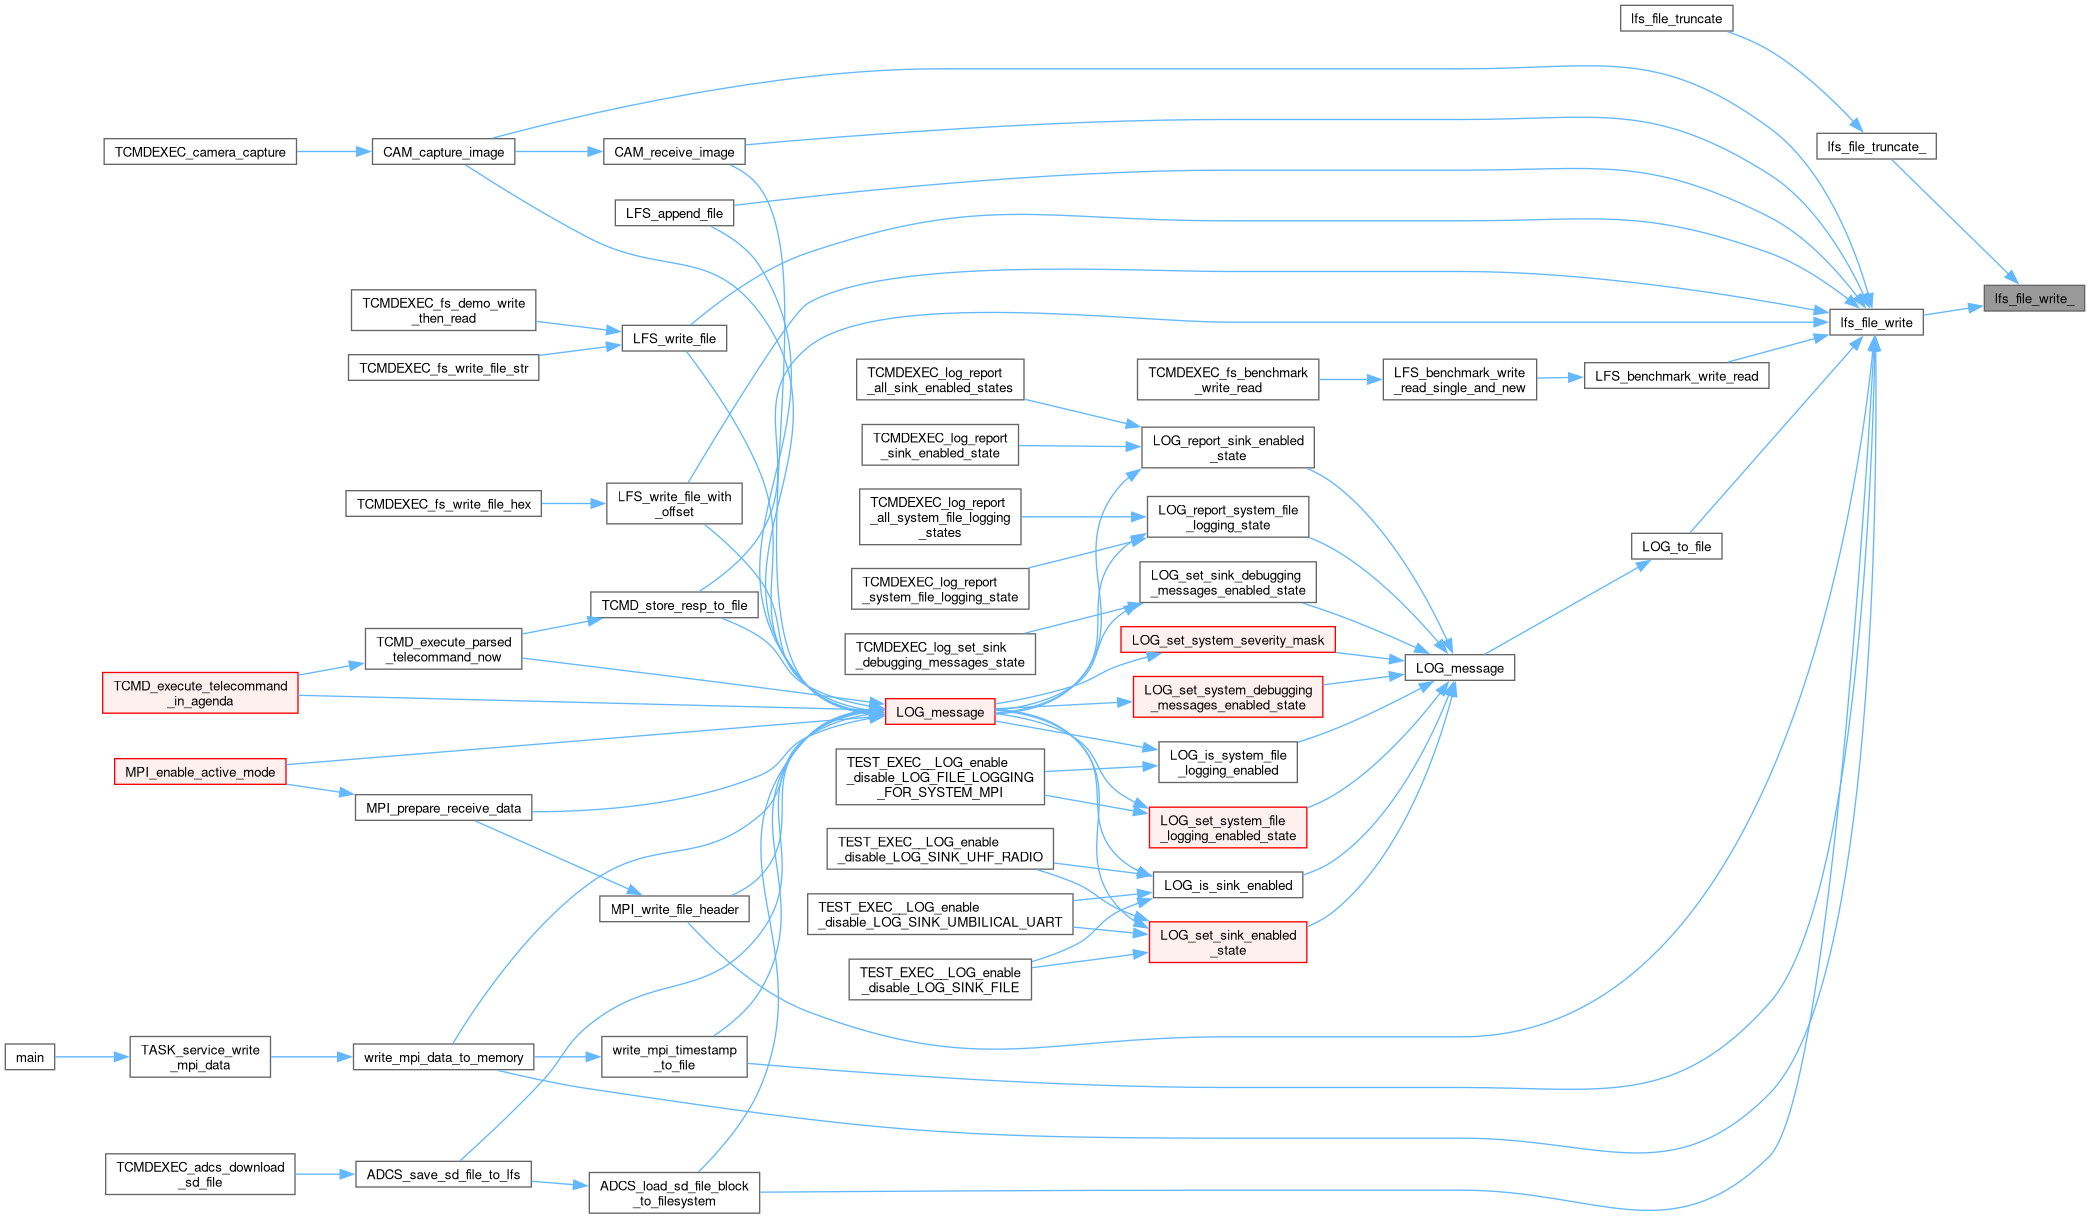 lfs_file_truncate
lfs_file_truncate_
TCMDEXEC_camera_capture
CAM_capture_image
CAM_receive_image
LFS_append_file
lfs_file_write_
TCMDEXEC_fs_demo_write
_then_read
LFS_write_file
lfs_file_write
TCMDEXEC_fs_write_file_str
TCMDEXEC_log_report
_all_sink_enabled_states
TCMDEXEC_fs_benchmark
_write_read
LFS_benchmark_write
_read_single_and_new
LFS_benchmark_write_read
TCMDEXEC_log_report
_sink_enabled_state
LOG_report_sink_enabled
_state
TCMDEXEC_fs_write_file_hex
LFS_write_file_with
_offset
TCMDEXEC_log_report
_all_system_file_logging
_states
LOG_report_system_file
_logging_state
LOG_to_file
TCMDEXEC_log_report
_system_file_logging_state
LOG_set_sink_debugging
_messages_enabled_state
TCMD_store_resp_to_file
TCMD_execute_parsed
_telecommand_now
TCMDEXEC_log_set_sink
_debugging_messages_state
LOG_set_system_severity_mask
LOG_message
TCMD_execute_telecommand
_in_agenda
LOG_message
LOG_set_system_debugging
_messages_enabled_state
MPI_enable_active_mode
TEST_EXEC__LOG_enable
_disable_LOG_FILE_LOGGING
_FOR_SYSTEM_MPI
LOG_is_system_file
_logging_enabled
MPI_prepare_receive_data
LOG_set_system_file
_logging_enabled_state
TEST_EXEC__LOG_enable
_disable_LOG_SINK_UHF_RADIO
LOG_is_sink_enabled
MPI_write_file_header
TEST_EXEC__LOG_enable
_disable_LOG_SINK_UMBILICAL_UART
LOG_set_sink_enabled
_state
TEST_EXEC__LOG_enable
_disable_LOG_SINK_FILE
main
TASK_service_write
_mpi_data
write_mpi_data_to_memory
write_mpi_timestamp
_to_file
TCMDEXEC_adcs_download
_sd_file
ADCS_save_sd_file_to_lfs
ADCS_load_sd_file_block
_to_filesystem